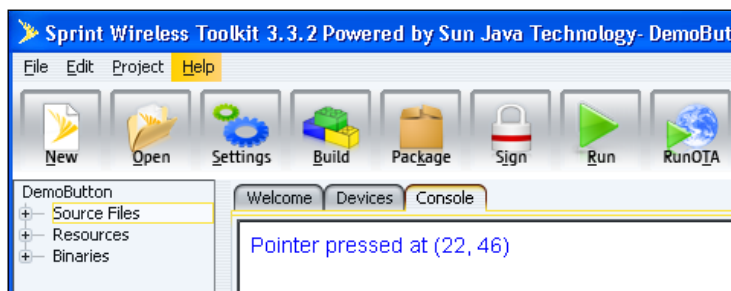 Sprint Wireless Toolkit 3.3.2 Powered by Sun Java Technology- DemoBut
File Edit Project Help
New Open Settings Build Package Sign Run RunOTA
DemoButton
Source Files
Resources
Binaries
Welcome Devices Console
Pointer pressed at (22, 46)